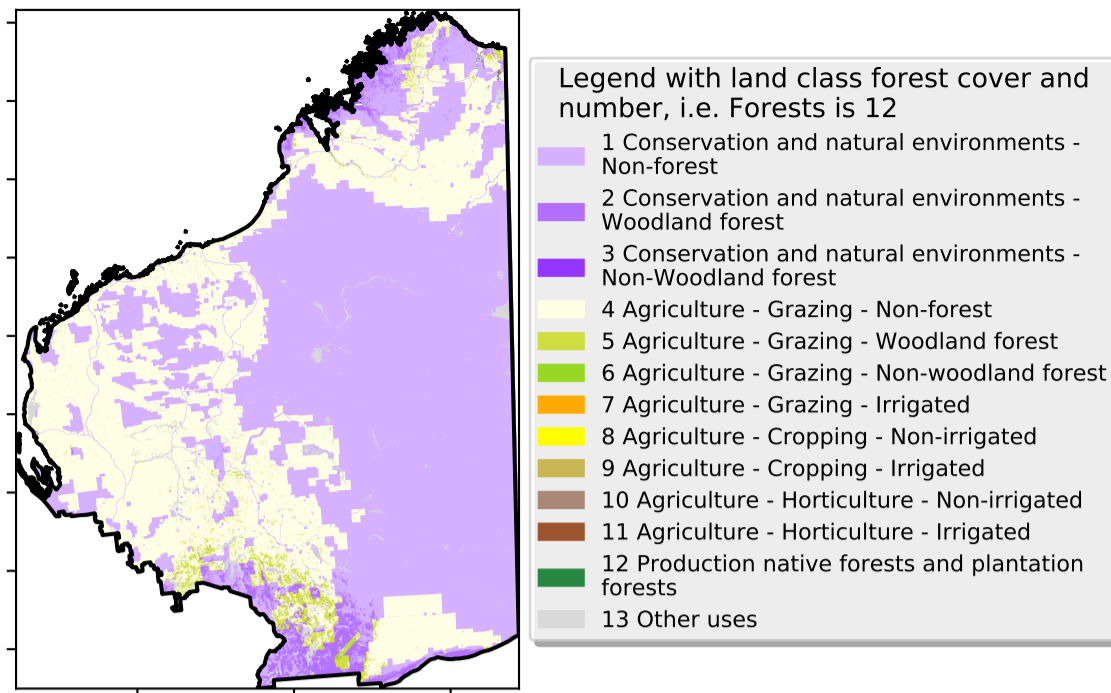 Legend with land class forest cover and
number, i.e. Forests is 12
1 Conservation and natural environments -
Non-forest
2 Conservation and natural environments -
Woodland forest
3 Conservation and natural environments -
Non-Woodland forest
4 Agriculture - Grazing - Non-forest
5 Agriculture - Grazing - Woodland forest
6 Agriculture - Grazing - Non-woodland forest
7 Agriculture - Grazing - Irrigated
8 Agriculture - Cropping - Non-irrigated
9 Agriculture - Cropping - Irrigated
10 Agriculture - Horticulture - Non-irrigated
11 Agriculture - Horticulture - Irrigated
12 Production native forests and plantation
forests
13 Other uses